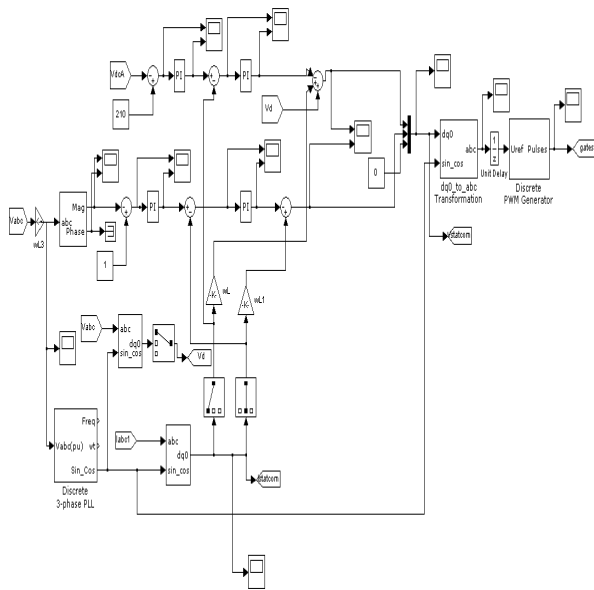 VdcA
PI
PI
210
Vd
0
dq0
sin_cos
abc
dq0_to_abc
Transformation
1
z
Unit Delay
Uref Pulses
Discrete
PWM Generator
gates
Vabc
wL3
abc
Mag
Phase
1
PI
PI
-K-
wL
-K-
wL1
Vabc
abc
dq0
sin_cos
Vd
Freq
Vabc(pu) wt
Sin_Cos
Discrete
3-phase PLL
Iabc1
abc
dq0
sin_cos